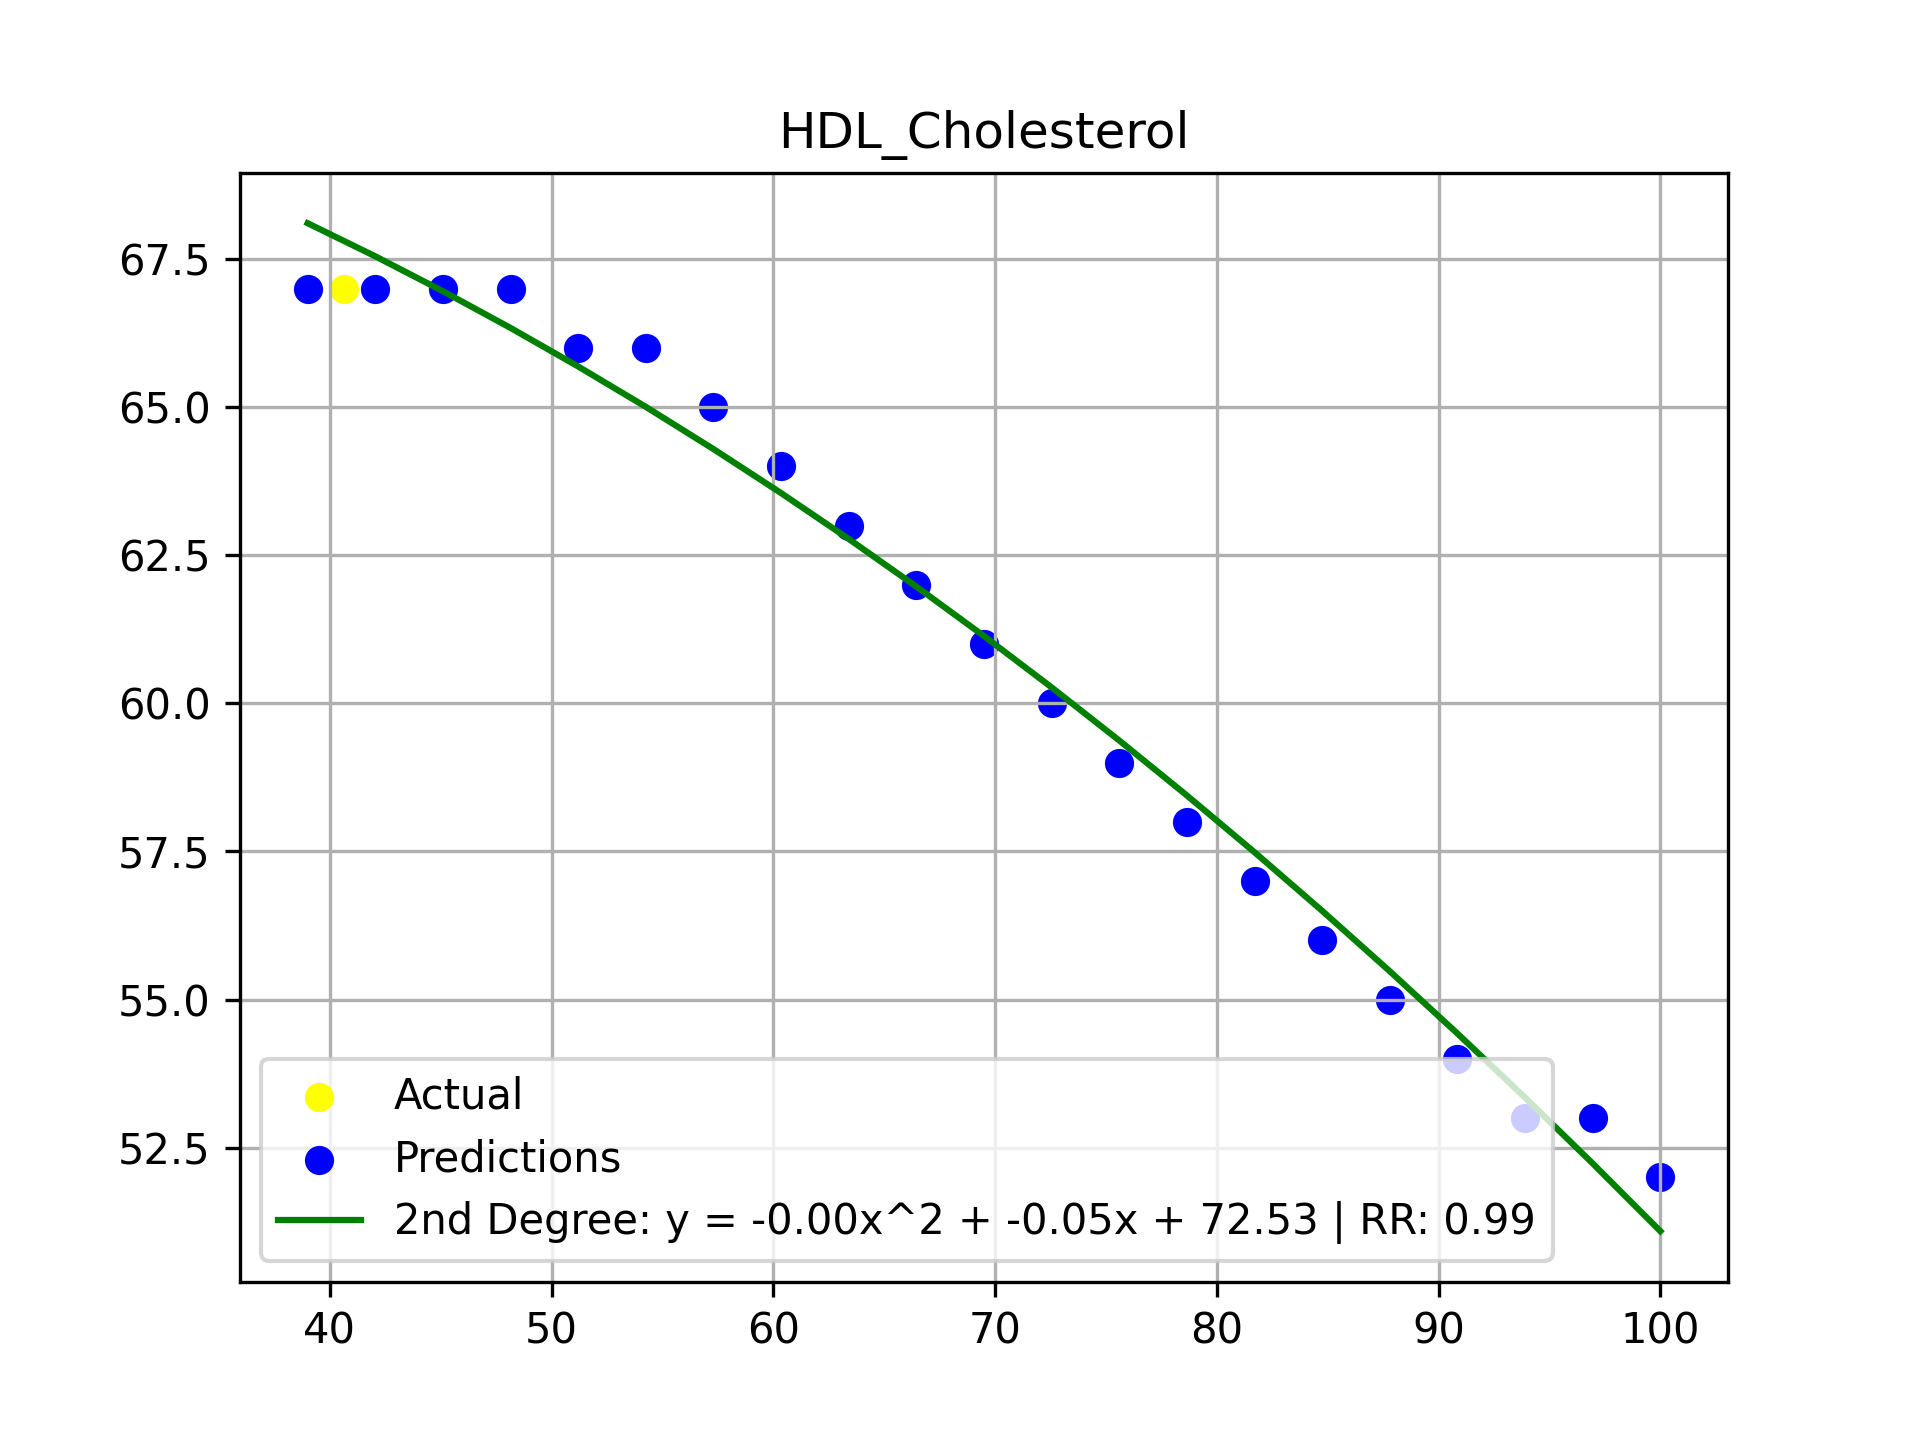 HDL_Cholesterol
67.5
65.0
62.5
60.0
57.5
55.0
52.5
Actual
Predictions
2nd Degree: y = -0.00x^2 + -0.05x + 72.53 | RR: 0.99
40 50 60 70 80 90 100